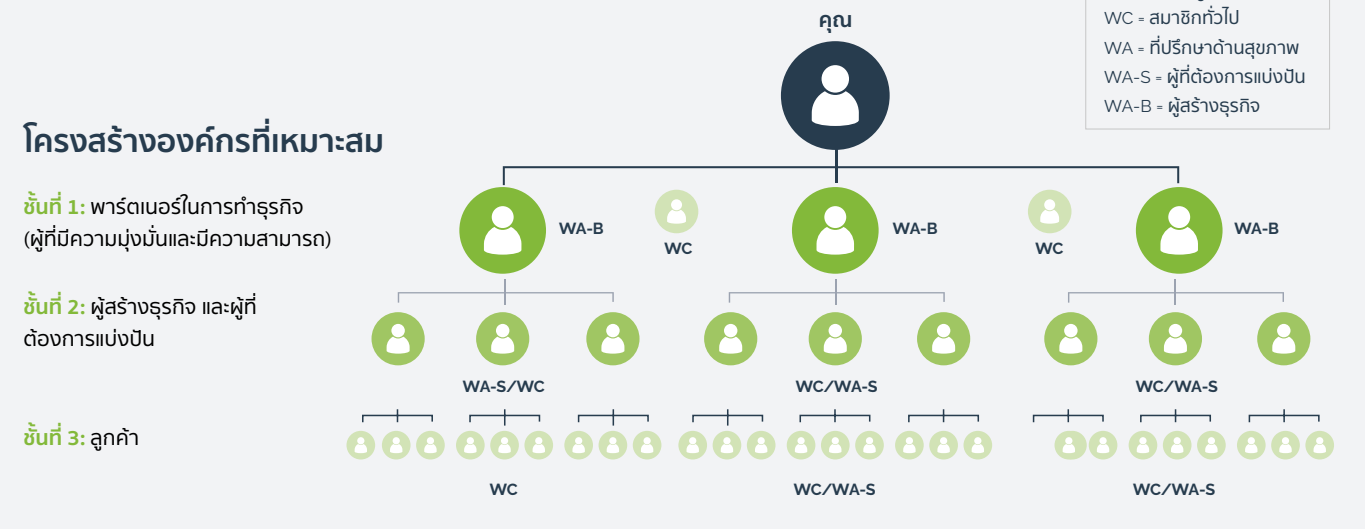 คุณ
WC = สมาชิกทั่วไป
WA = ที่ปรึกษาด้านสุขภาพ
WA-S = ผู้ที่ต้องการแบ่งปัน
WA-B = ผู้สร้างธุรกิจ
โครงสร้างองค์กรที่เหมาะสม
ชั้นที่ 1: พาร์ตเนอร์ในการทำธุรกิจ
(ผู้ที่มีความมุ่งมั่นและมีความสามารถ)
WA-B
WC
WA-B
WC
WA-B
ชั้นที่ 2: ผู้สร้างธุรกิจ และผู้ที่
ต้องการแบ่งปัน
WA-S/WC
WC/WA-S
WC/WA-S
ชั้นที่ 3: ลูกค้า
WC
WC/WA-S
WC/WA-S